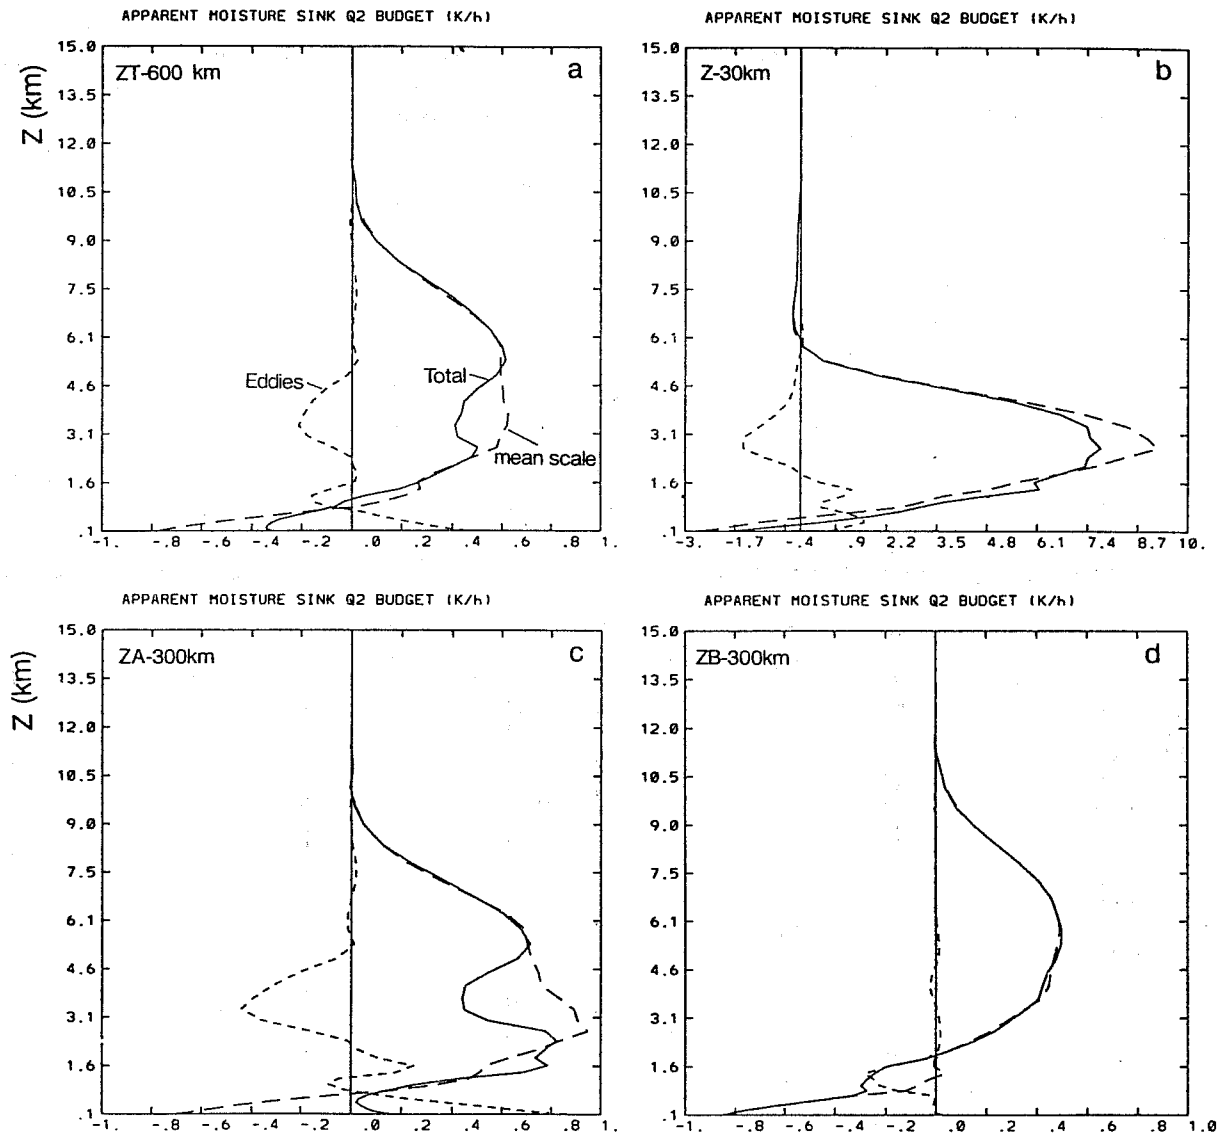 APPARENT MOISTURE SINK Q2 BUDGET (K/h)
ZT-600 km
a
Z (km)
15.0
13.5
12.0
10.5
9.0
7.5
6.1
4.6
3.1
1.6
.1
Eddies
Total
mean scale
-1. -.8 -.6 -.4 -.2 .0 .2 .4 .6 .8 1.
APPARENT MOISTURE SINK Q2 BUDGET (K/h)
Z-30km
b
15.0
13.5
12.0
10.5
9.0
7.5
6.1
4.6
3.1
1.6
.1
-3. -1.7 -.4 .9 2.2 3.5 4.8 6.1 7.4 8.7 10.
APPARENT MOISTURE SINK Q2 BUDGET (K/h)
ZA-300km
c
Z (km)
15.0
13.5
12.0
10.5
9.0
7.5
6.1
4.6
3.1
1.6
.1
-1. -.8 -.6 -.4 -.2 .0 .2 .4 .6 .8 1.
APPARENT MOISTURE SINK Q2 BUDGET (K/h)
ZB-300km
d
15.0
13.5
12.0
10.5
9.0
7.5
6.1
4.6
3.1
1.6
.1
-1. -.8 -.6 -.4 -.2 .0 .2 .4 .6 .8 1.0